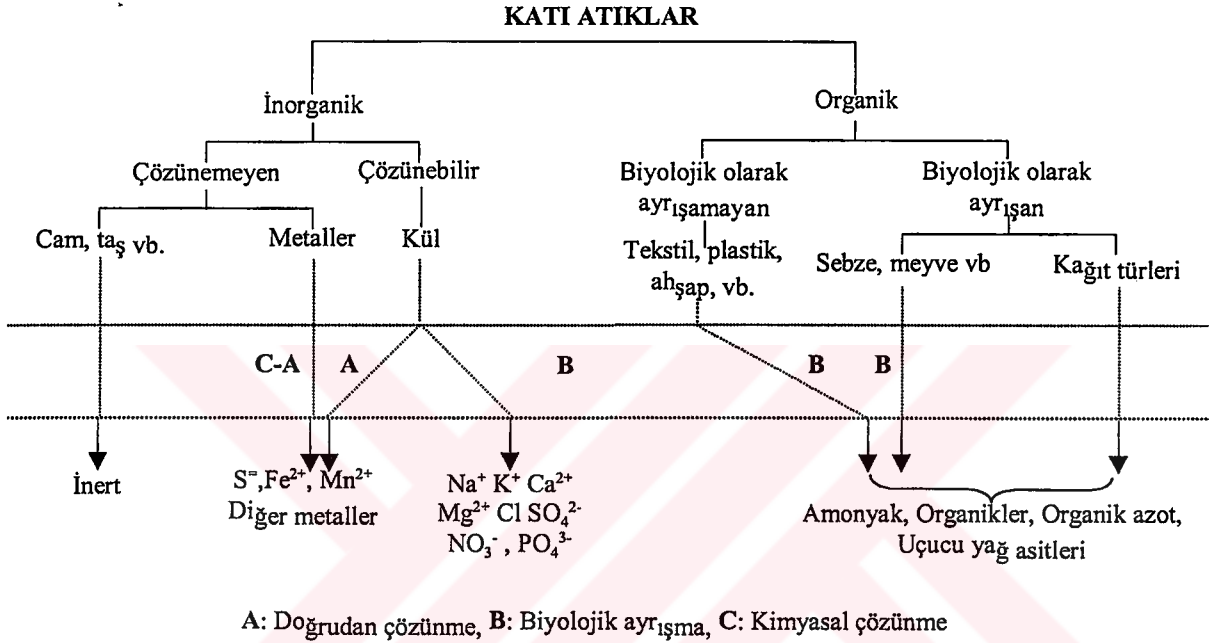 KATI ATIKLAR
İnorganik
Organik
Çözünemeyen
Çözünebilir
Biyolojik olarak
ayrışamayan
Biyolojik olarak
ayrışan
Cam, taş vb.
Metaller
Kül
Tekstil, plastik,
ahşap, vb.
Sebze, meyve vb
Kağıt türleri
C-A
A
B
B
B
İnert
S⁼,Fe²⁺, Mn²⁺
Diğer metaller
Na⁺ K⁺ Ca²⁺
Mg²⁺ Cl SO₄²⁻
NO₃⁻ , PO₄³⁻
Amonyak, Organikler, Organik azot,
Uçucu yağ asitleri
A: Doğrudan çözünme, B: Biyolojik ayrışma, C: Kimyasal çözünme